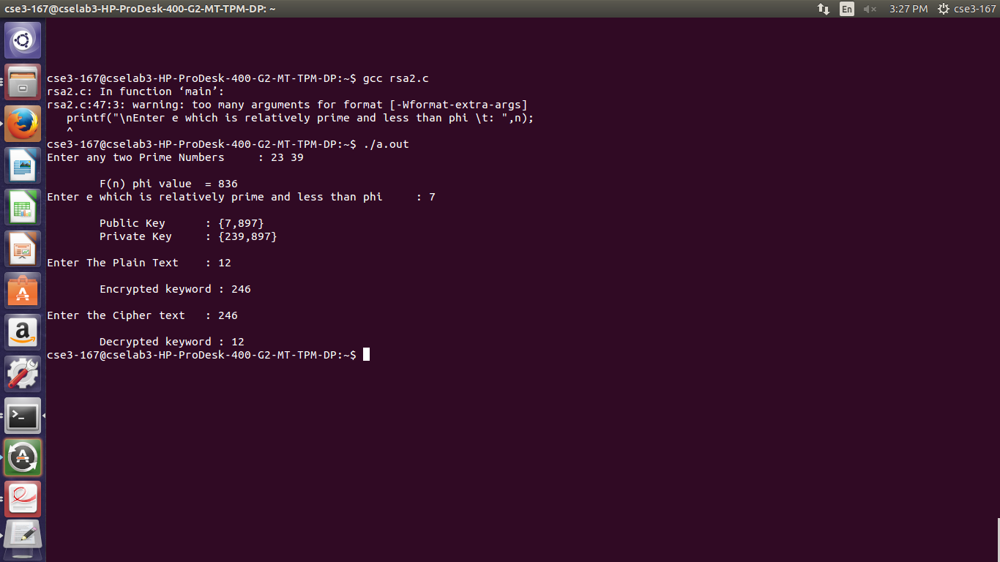 cse3-167@cselab3-HP-ProDesk-400-G2-MT-TPM-DP: ~
En
3:27 PM
cse3-167
cse3-167@cselab3-HP-ProDesk-400-G2-MT-TPM-DP:~$ gcc rsa2.c
rsa2.c: In function ‘main’:
rsa2.c:47:3: warning: too many arguments for format [-Wformat-extra-args]
printf("\nEnter e which is relatively prime and less than phi \t: ",n);
^
cse3-167@cselab3-HP-ProDesk-400-G2-MT-TPM-DP:~$ ./a.out
Enter any two Prime Numbers : 23 39
F(n) phi value = 836
Enter e which is relatively prime and less than phi : 7
Public Key : {7,897}
Private Key : {239,897}
Enter The Plain Text : 12
Encrypted keyword : 246
Enter the Cipher text : 246
Decrypted keyword : 12
cse3-167@cselab3-HP-ProDesk-400-G2-MT-TPM-DP:~$